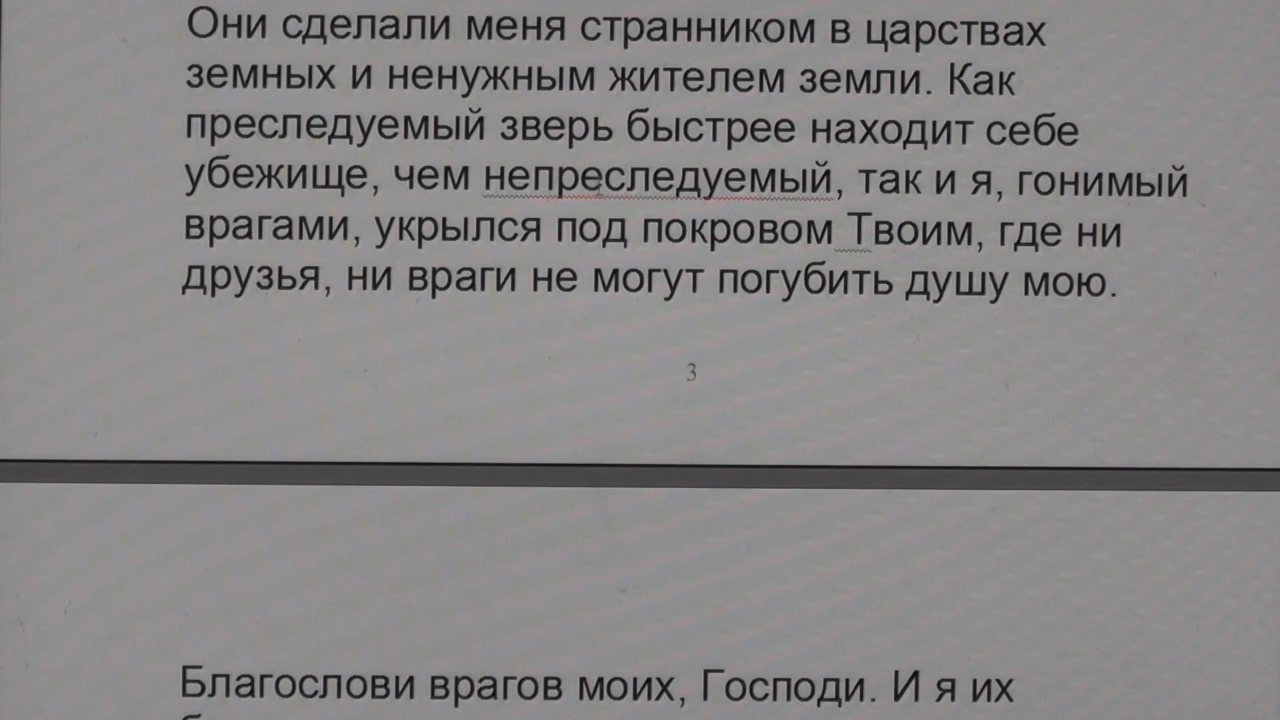 Они сделали меня странником в царствах
земных и ненужным жителем земли. Как
преследуемый зверь быстрее находит себе
убежище, чем непреследуемый, так и я, гонимый
врагами, укрылся под покровом Твоим, где ни
друзья, ни враги не могут погубить душу мою.
3
Благослови врагов моих, Господи. И я их